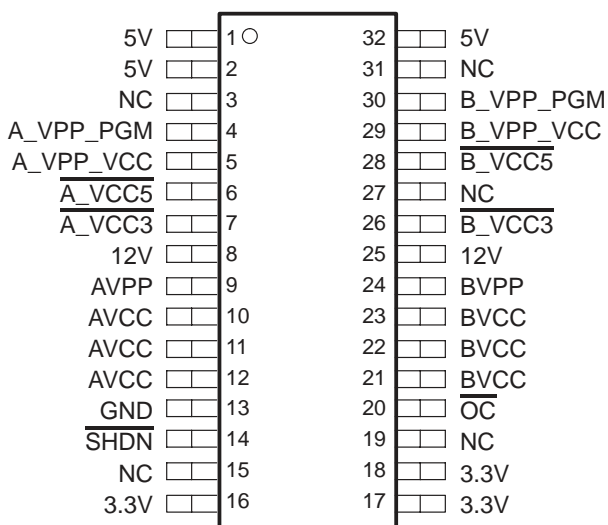 5V 1 32 5V
5V 2 31 NC
NC 3 30 B_VPP_PGM
A_VPP_PGM 4 29 B_VPP_VCC
A_VPP_VCC 5 28 B_VCC5
A_VCC5 6 27 NC
A_VCC3 7 26 B_VCC3
12V 8 25 12V
AVPP 9 24 BVPP
AVCC 10 23 BVCC
AVCC 11 22 BVCC
AVCC 12 21 BVCC
GND 13 20 OC
SHDN 14 19 NC
NC 15 18 3.3V
3.3V 16 17 3.3V